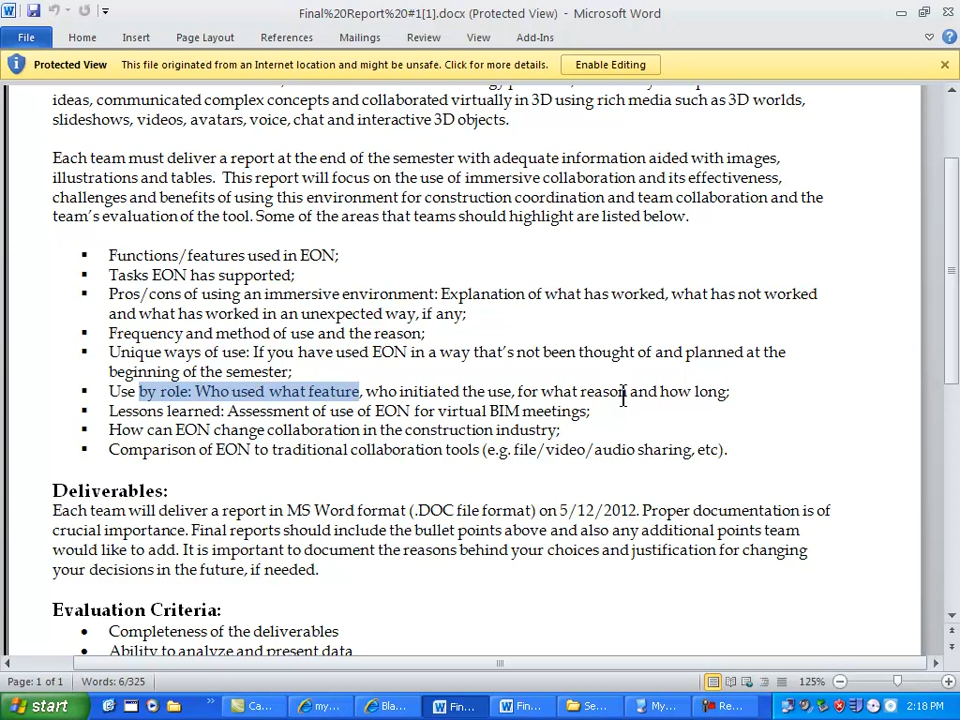 Final%20Report%20#1[1].docx (Protected View) - Microsoft Word
File Home Insert Page Layout References Mailings Review View Add-Ins
Protected View This file originated from an Internet location and might be unsafe. Click for more details. Enable Editing
ideas, communicated complex concepts and collaborated virtually in 3D using rich media such as 3D worlds,
slideshows, videos, avatars, voice, chat and interactive 3D objects.
Each team must deliver a report at the end of the semester with adequate information aided with images,
illustrations and tables. This report will focus on the use of immersive collaboration and its effectiveness,
challenges and benefits of using this environment for construction coordination and team collaboration and the
team's evaluation of the tool. Some of the areas that teams should highlight are listed below.
▪ Functions/features used in EON;
▪ Tasks EON has supported;
▪ Pros/cons of using an immersive environment: Explanation of what has worked, what has not worked
and what has worked in an unexpected way, if any;
▪ Frequency and method of use and the reason;
▪ Unique ways of use: If you have used EON in a way that's not been thought of and planned at the
beginning of the semester;
▪ Use by role: Who used what feature, who initiated the use, for what reason and how long;
▪ Lessons learned: Assessment of use of EON for virtual BIM meetings;
▪ How can EON change collaboration in the construction industry;
▪ Comparison of EON to traditional collaboration tools (e.g. file/video/audio sharing, etc).
Deliverables:
Each team will deliver a report in MS Word format (.DOC file format) on 5/12/2012. Proper documentation is of
crucial importance. Final reports should include the bullet points above and also any additional points team
would like to add. It is important to document the reasons behind your choices and justification for changing
your decisions in the future, if needed.
Evaluation Criteria:
• Completeness of the deliverables
• Ability to analyze and present data
Page: 1 of 1 Words: 6/325 125%
start Ca... my... Bla... Fin... Fin... Se... My... Re... 2:18 PM